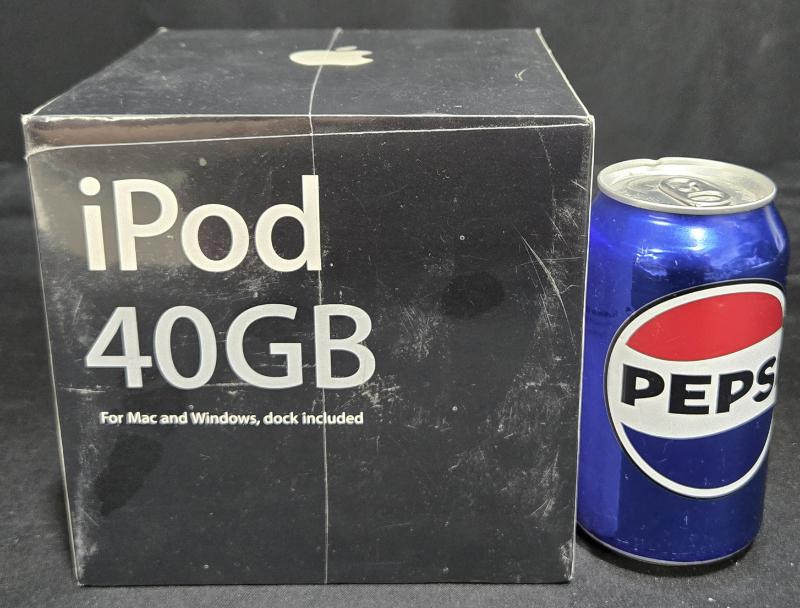 iPod
40GB
For Mac and Windows, dock included
PEPS